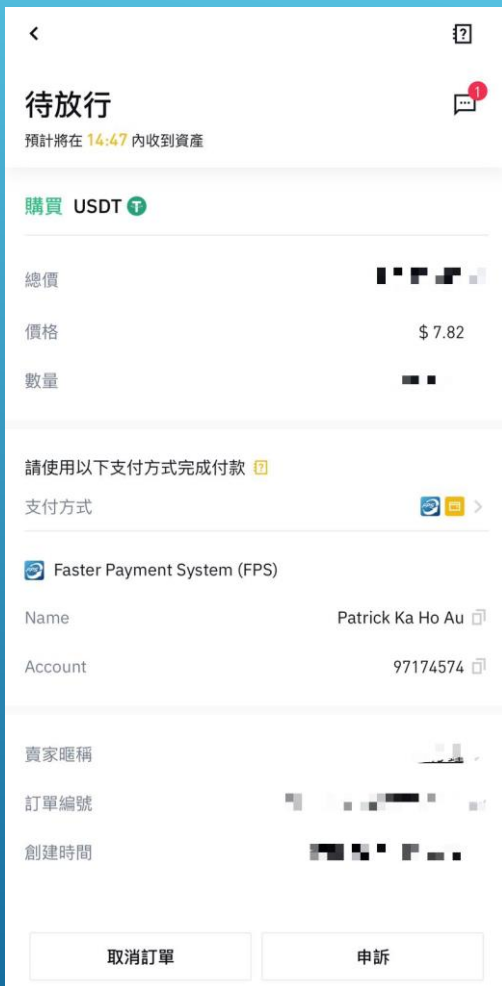 待放行
1
預計將在 14:47 內收到資產
購買 USDT
總價
價格 $ 7.82
數量
請使用以下支付方式完成付款
支付方式
Faster Payment System (FPS)
Name Patrick Ka Ho Au
Account 97174574
賣家暱稱
訂單編號
創建時間
取消訂單 申訴